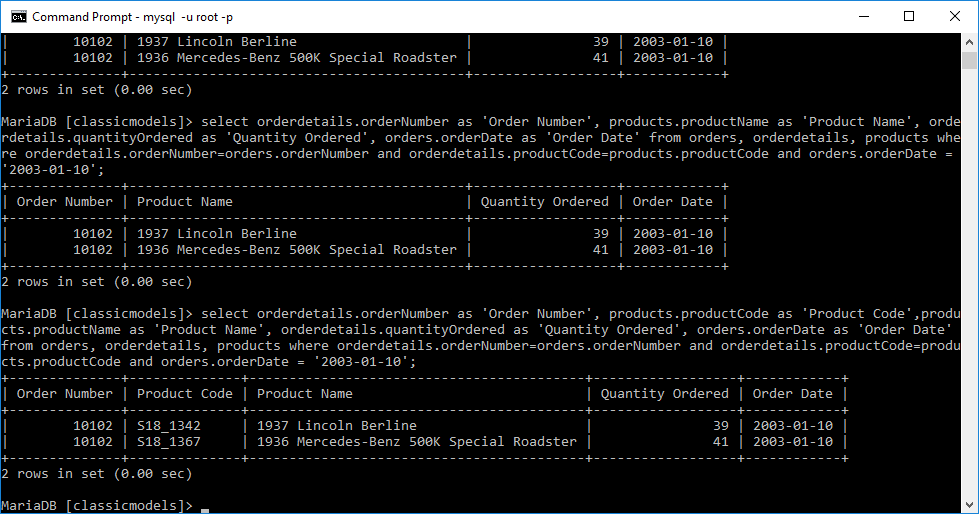 Command Prompt - mysql  -u root -p
|        10102 | 1937 Lincoln Berline                     |               39 | 2003-01-10 |
|        10102 | 1936 Mercedes-Benz 500K Special Roadster |               41 | 2003-01-10 |
+--------------+------------------------------------------+------------------+------------+
2 rows in set (0.00 sec)
MariaDB [classicmodels]> select orderdetails.orderNumber as 'Order Number', products.productName as 'Product Name', orde
rdetails.quantityOrdered as 'Quantity Ordered', orders.orderDate as 'Order Date' from orders, orderdetails, products whe
re orderdetails.orderNumber=orders.orderNumber and orderdetails.productCode=products.productCode and orders.orderDate =
'2003-01-10';
+--------------+------------------------------------------+------------------+------------+
| Order Number | Product Name                             | Quantity Ordered | Order Date |
+--------------+------------------------------------------+------------------+------------+
|        10102 | 1937 Lincoln Berline                     |               39 | 2003-01-10 |
|        10102 | 1936 Mercedes-Benz 500K Special Roadster |               41 | 2003-01-10 |
+--------------+------------------------------------------+------------------+------------+
2 rows in set (0.00 sec)
MariaDB [classicmodels]> select orderdetails.orderNumber as 'Order Number', products.productCode as 'Product Code',produ
cts.productName as 'Product Name', orderdetails.quantityOrdered as 'Quantity Ordered', orders.orderDate as 'Order Date'
from orders, orderdetails, products where orderdetails.orderNumber=orders.orderNumber and orderdetails.productCode=produ
cts.productCode and orders.orderDate = '2003-01-10';
+--------------+--------------+------------------------------------------+------------------+------------+
| Order Number | Product Code | Product Name                             | Quantity Ordered | Order Date |
+--------------+--------------+------------------------------------------+------------------+------------+
|        10102 | S18_1342     | 1937 Lincoln Berline                     |               39 | 2003-01-10 |
|        10102 | S18_1367     | 1936 Mercedes-Benz 500K Special Roadster |               41 | 2003-01-10 |
+--------------+--------------+------------------------------------------+------------------+------------+
2 rows in set (0.00 sec)
MariaDB [classicmodels]> _